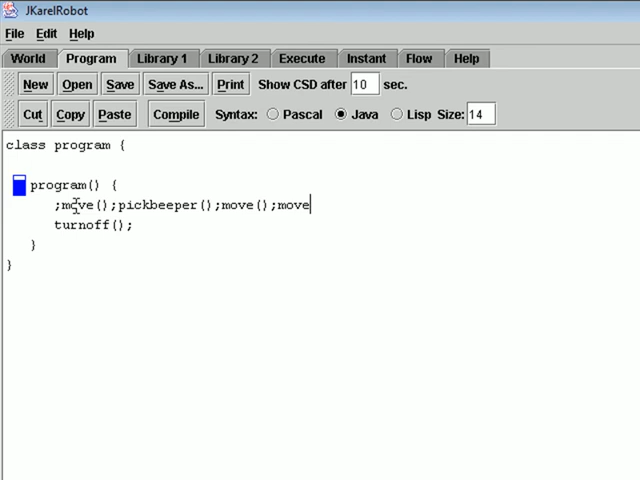 JKarelRobot
File Edit Help
World Program Library 1 Library 2 Execute Instant Flow Help
New Open Save Save As... Print Show CSD after 10 sec.
Cut Copy Paste Compile Syntax: Pascal Java Lisp Size: 14
class program {
program() {
;move();pickbeeper();move();move
turnoff();
}
}